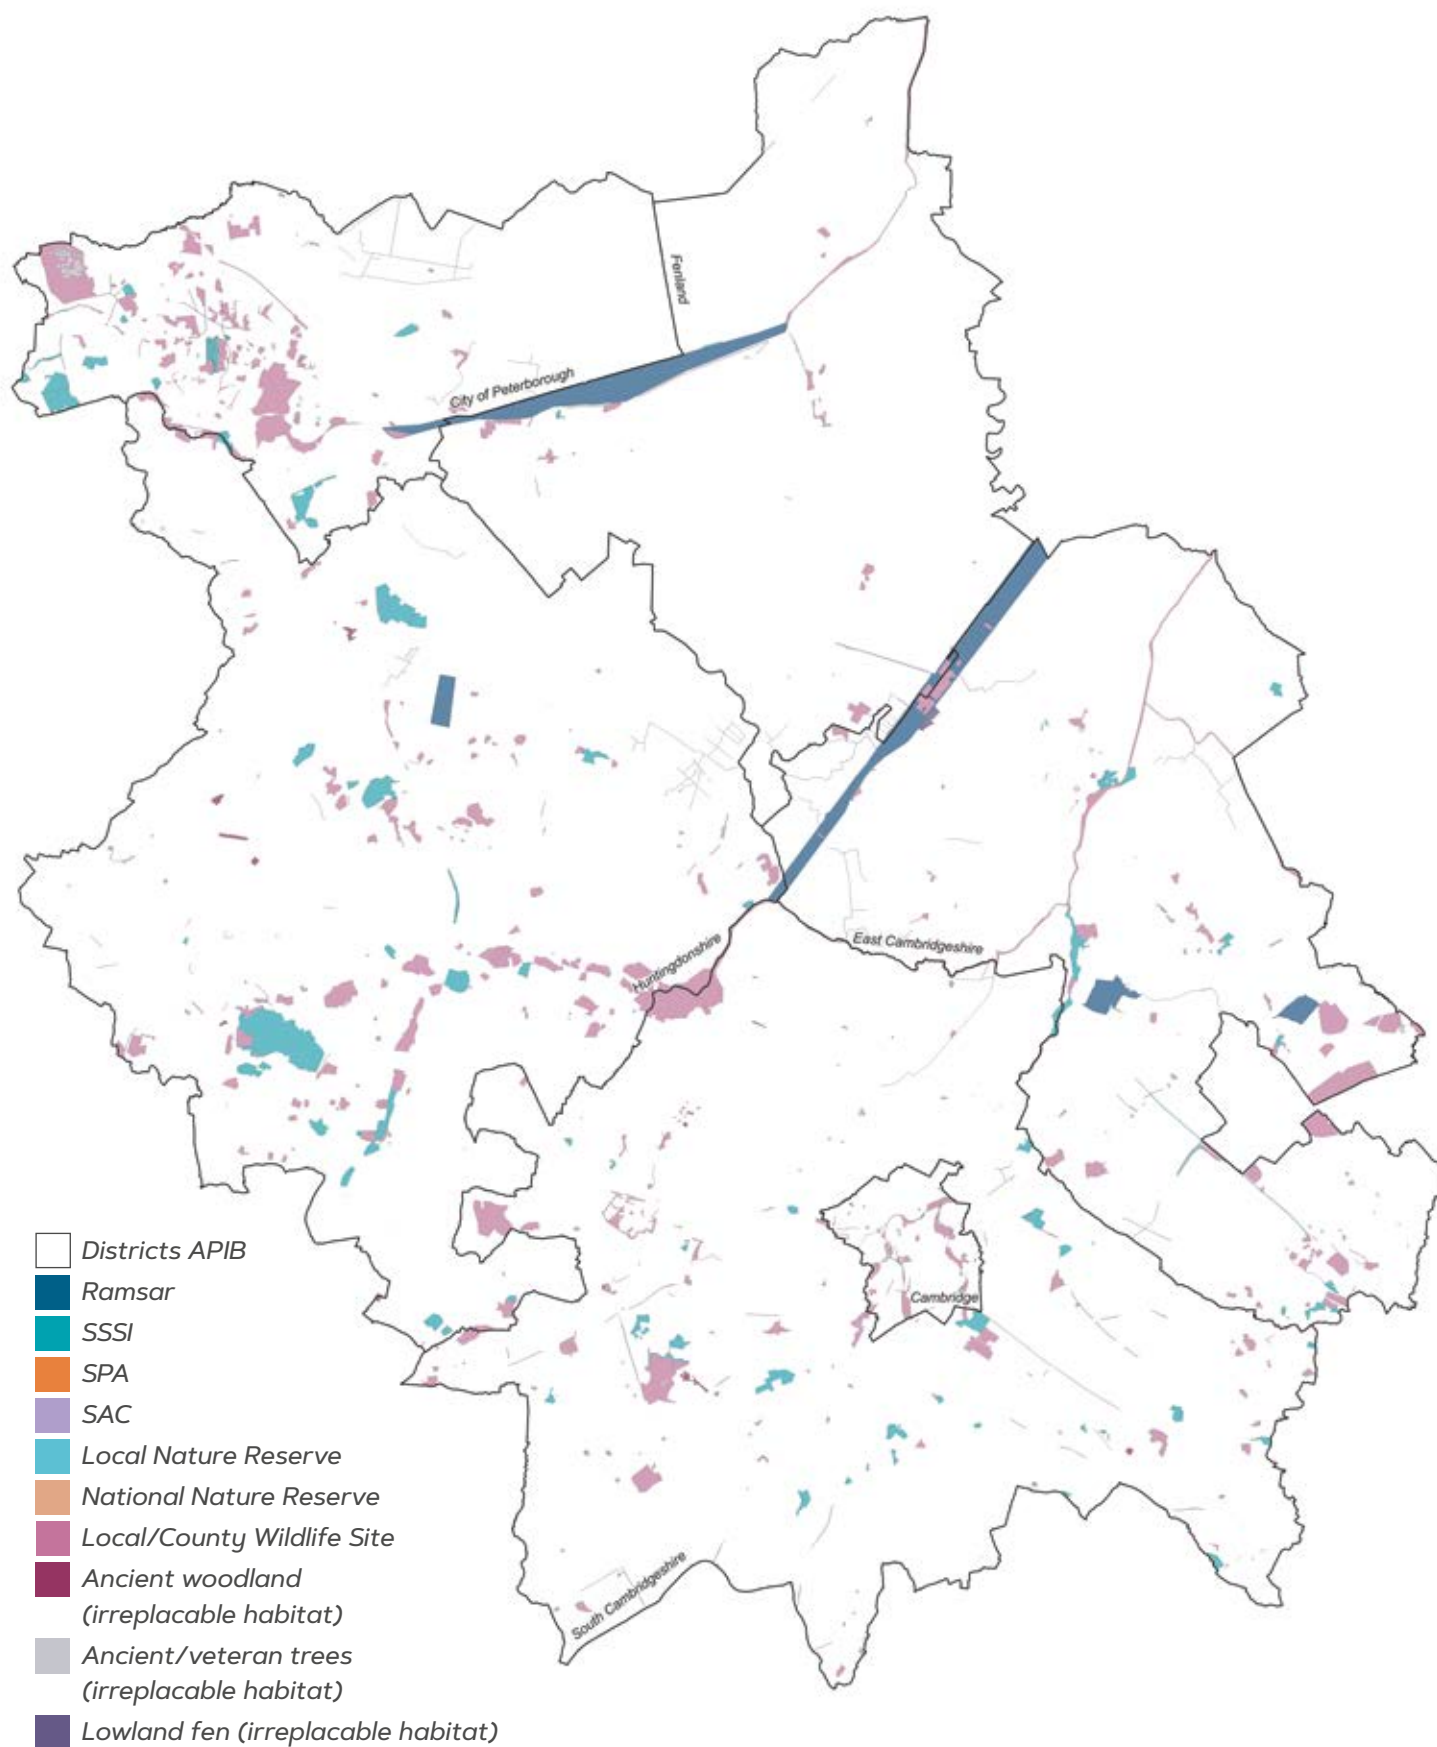 Fenland
City of Peterborough
East Cambridgeshire
Huntingdonshire
Cambridge
South Cambridgeshire
Districts APIB
Ramsar
SSSI
SPA
SAC
Local Nature Reserve
National Nature Reserve
Local/County Wildlife Site
Ancient woodland
(irreplacable habitat)
Ancient/veteran trees
(irreplacable habitat)
Lowland fen (irreplacable habitat)